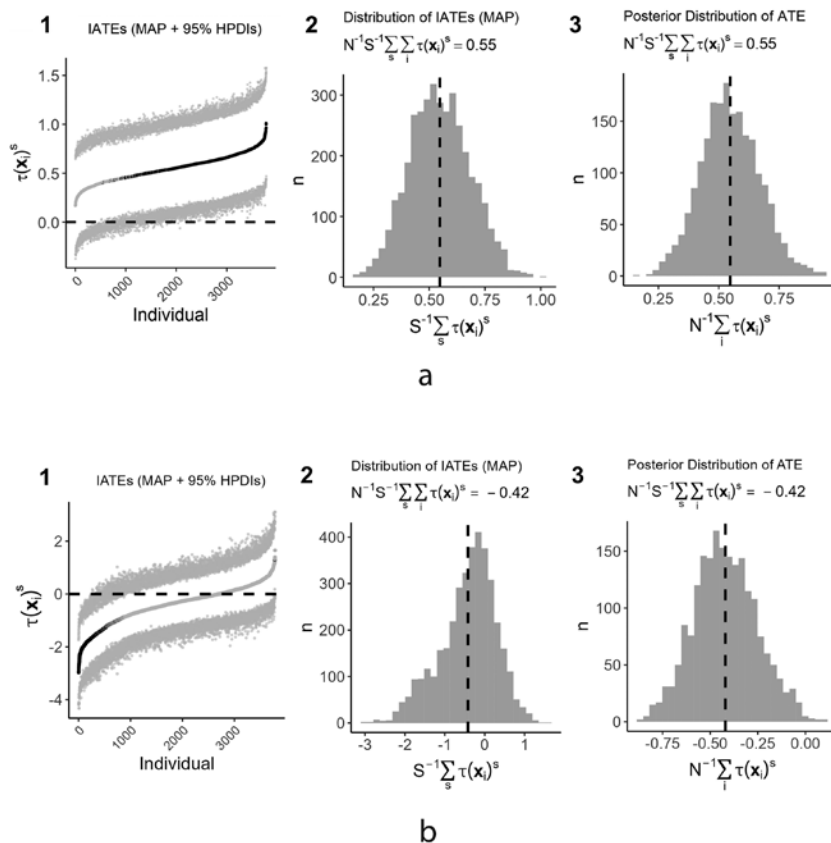 1 IATEs (MAP + 95% HPDIs)
τ(xᵢ)ˢ
1.5
1.0
0.5
0.0
0 1000 2000 3000
Individual
2 Distribution of IATEs (MAP)
N⁻¹S⁻¹∑ₛ∑ᵢ τ(xᵢ)ˢ = 0.55
n
300
200
100
0
0.25 0.50 0.75 1.00
S⁻¹∑ₛ τ(xᵢ)ˢ
3 Posterior Distribution of ATE
N⁻¹S⁻¹∑ₛ∑ᵢ τ(xᵢ)ˢ = 0.55
n
150
100
50
0
0.25 0.50 0.75
N⁻¹∑ᵢ τ(xᵢ)ˢ
a
1 IATEs (MAP + 95% HPDIs)
τ(xᵢ)ˢ
2
0
-2
-4
0 1000 2000 3000
Individual
2 Distribution of IATEs (MAP)
N⁻¹S⁻¹∑ₛ∑ᵢ τ(xᵢ)ˢ = − 0.42
n
400
300
200
100
0
-3 -2 -1 0 1
S⁻¹∑ₛ τ(xᵢ)ˢ
3 Posterior Distribution of ATE
N⁻¹S⁻¹∑ₛ∑ᵢ τ(xᵢ)ˢ = − 0.42
n
150
100
50
0
-0.75 -0.50 -0.25 0.00
N⁻¹∑ᵢ τ(xᵢ)ˢ
b